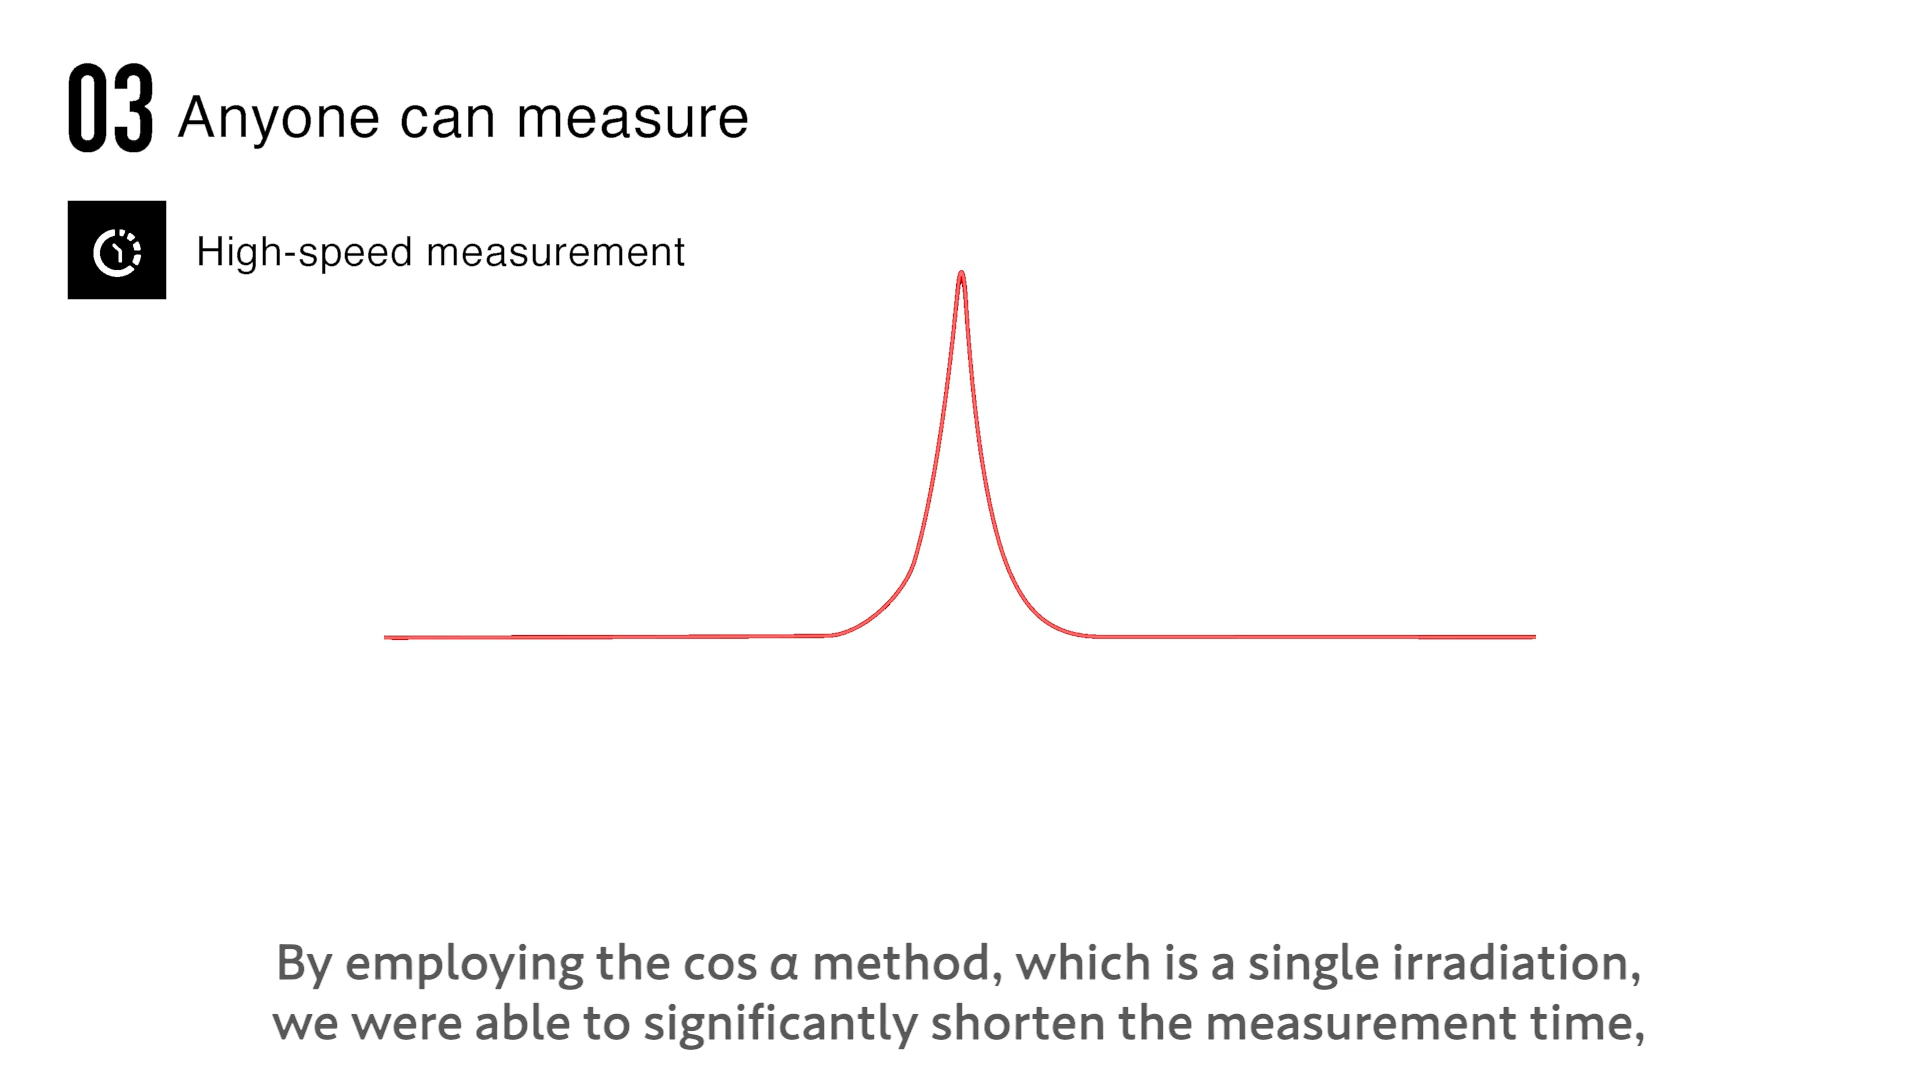 03 Anyone can measure
High-speed measurement
By employing the cos α method, which is a single irradiation,
we were able to significantly shorten the measurement time,